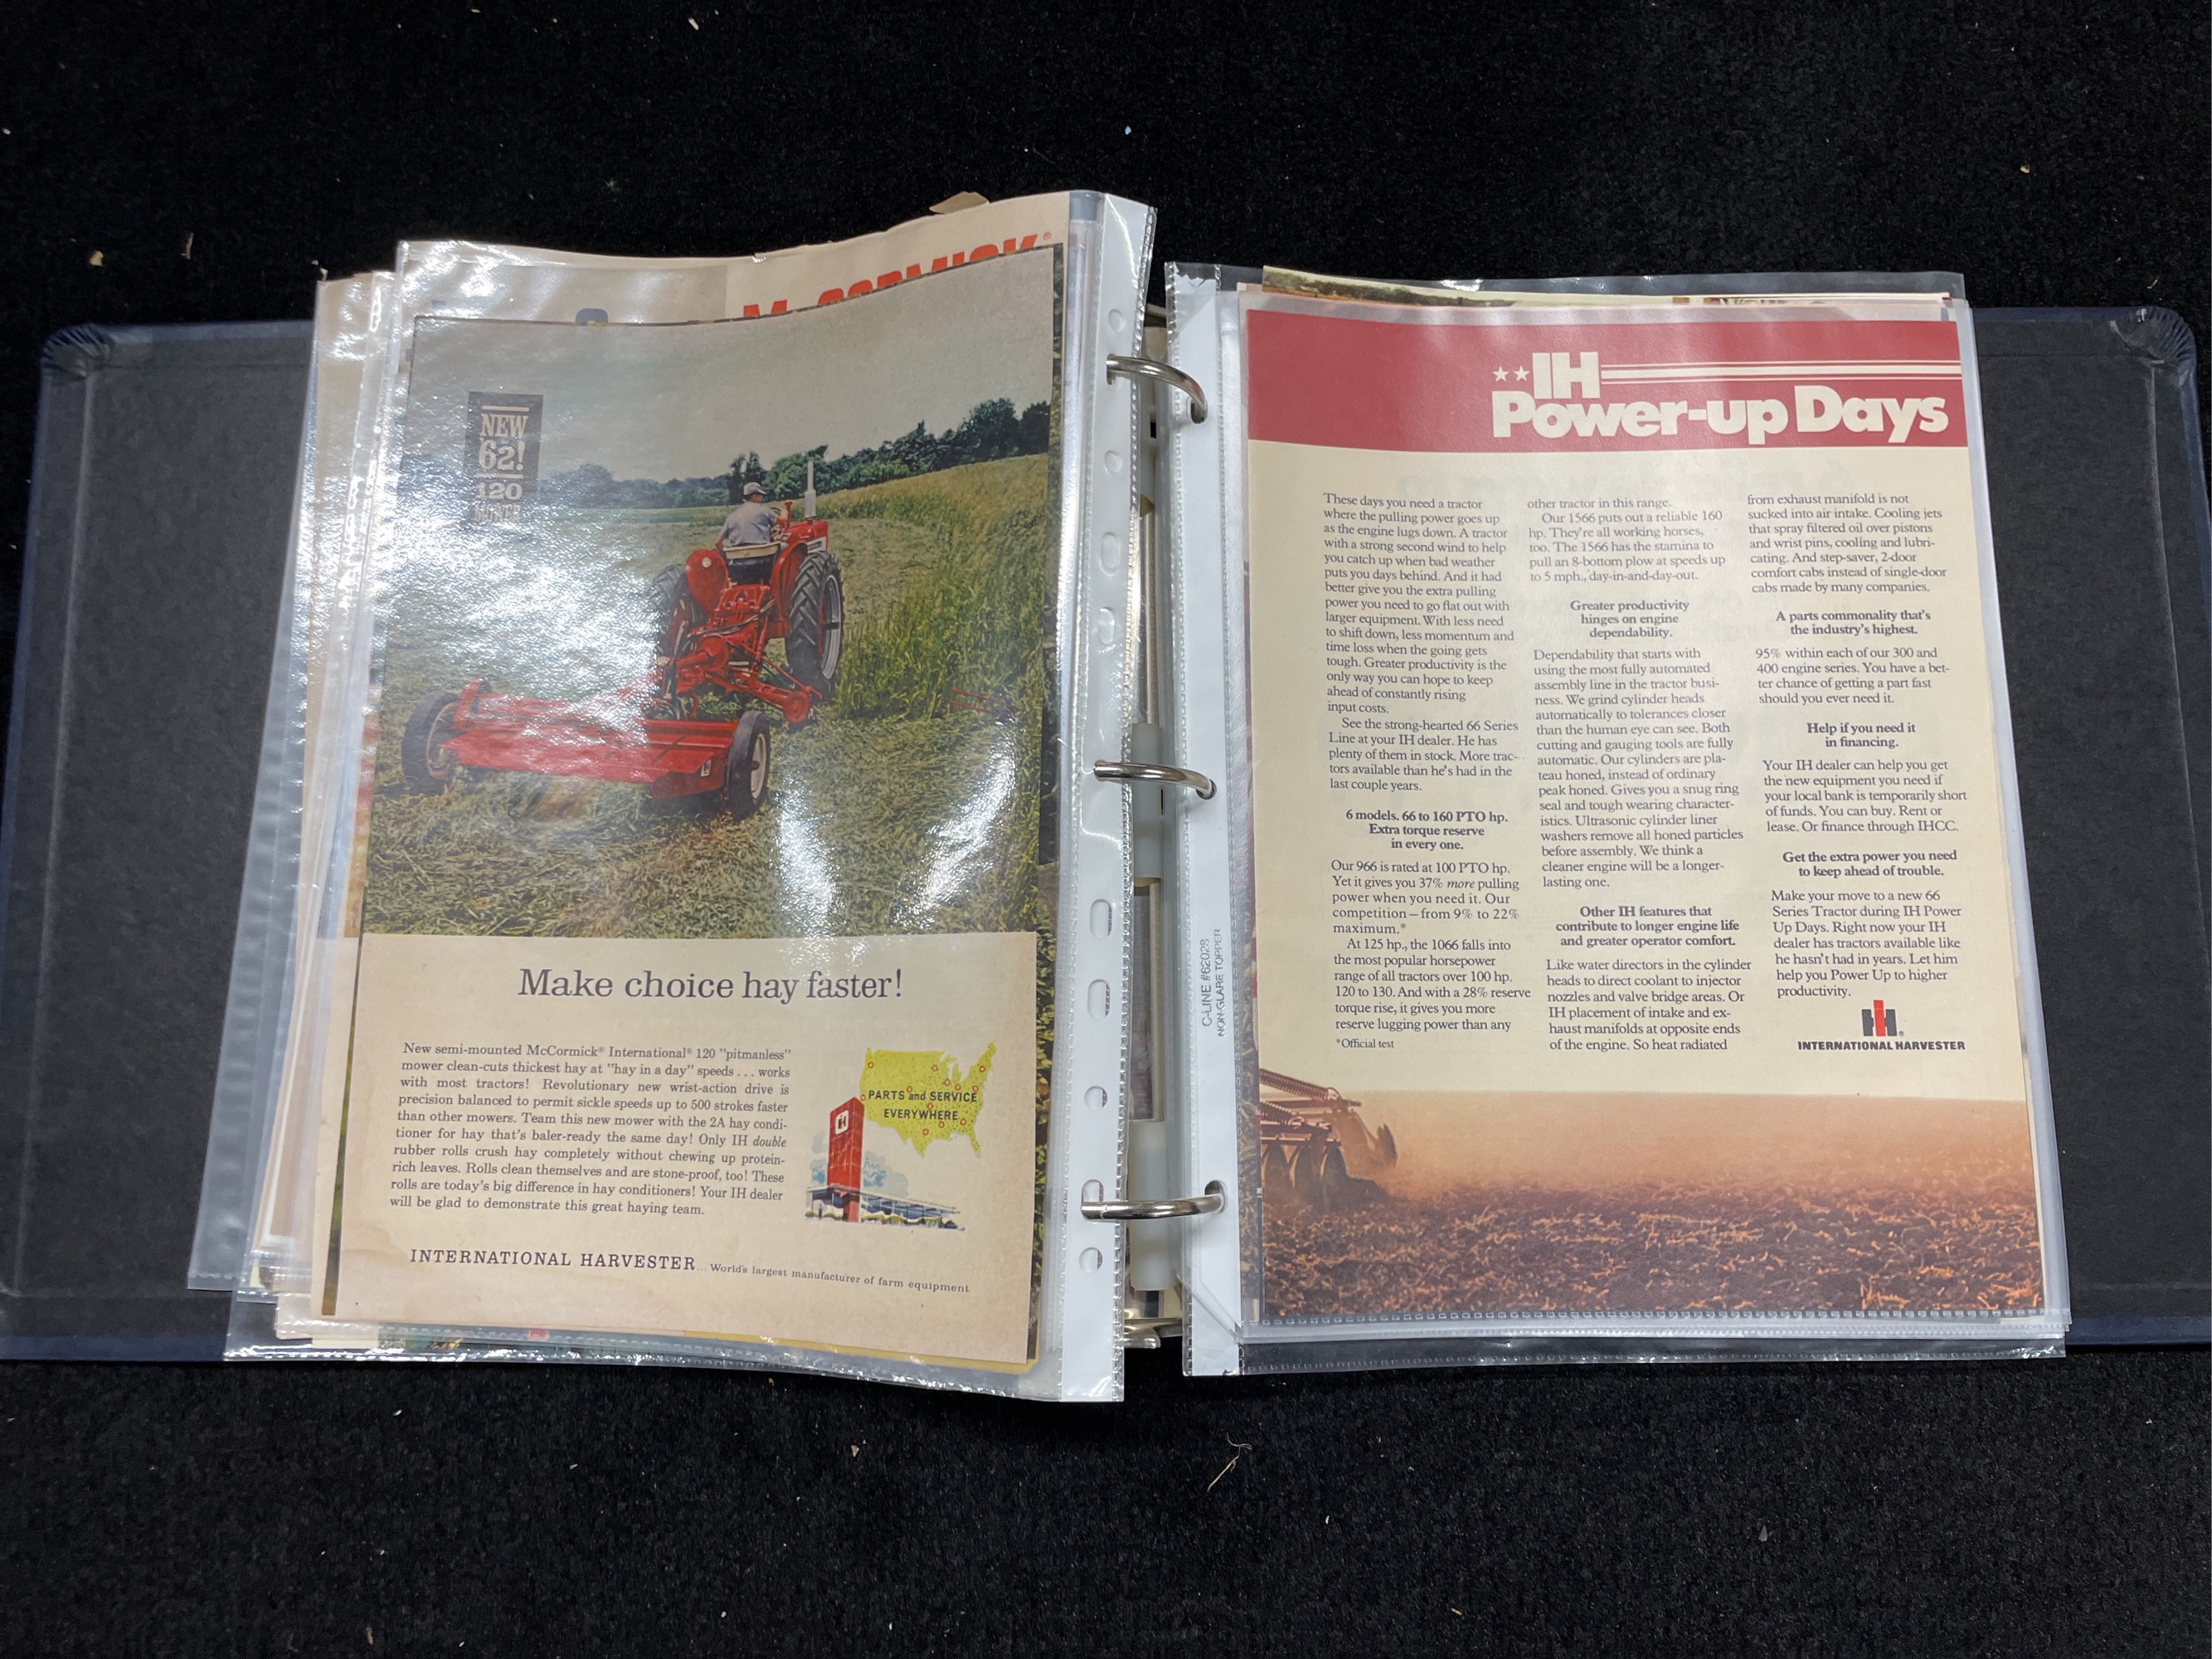 McCORMICK®
NEW
'62!
120
MOWER
Make choice hay faster!
New semi-mounted McCormick® International® 120 "pitmanless"
mower clean-cuts thickest hay at "hay in a day" speeds . . . works
with most tractors! Revolutionary new wrist-action drive is
precision balanced to permit sickle speeds up to 500 strokes faster
than other mowers. Team this new mower with the 2A hay condi-
tioner for hay that's baler-ready the same day! Only IH double
rubber rolls crush hay completely without chewing up protein-
rich leaves. Rolls clean themselves and are stone-proof, too! These
rolls are today's big difference in hay conditioners! Your IH dealer
will be glad to demonstrate this great haying team.
PARTS and SERVICE
EVERYWHERE
IH
INTERNATIONAL HARVESTER... World's largest manufacturer of farm equipment
C-LINE #62028
NON-GLARE TOPPER
IH
Power-up Days
These days you need a tractor
where the pulling power goes up
as the engine lugs down. A tractor
with a strong second wind to help
you catch up when bad weather
puts you days behind. And it had
better give you the extra pulling
power you need to go flat out with
larger equipment. With less need
to shift down, less momentum and
time loss when the going gets
tough. Greater productivity is the
only way you can hope to keep
ahead of constantly rising
input costs.
See the strong-hearted 66 Series
Line at your IH dealer. He has
plenty of them in stock. More trac-
tors available than he's had in the
last couple years.
6 models. 66 to 160 PTO hp.
Extra torque reserve
in every one.
Our 966 is rated at 100 PTO hp.
Yet it gives you 37% more pulling
power when you need it. Our
competition—from 9% to 22%
maximum.*
At 125 hp., the 1066 falls into
the most popular horsepower
range of all tractors over 100 hp.
120 to 130. And with a 28% reserve
torque rise, it gives you more
reserve lugging power than any
*Official test
other tractor in this range.
Our 1566 puts out a reliable 160
hp. They're all working horses,
too. The 1566 has the stamina to
pull an 8-bottom plow at speeds up
to 5 mph., day-in-and-day-out.
Greater productivity
hinges on engine
dependability.
Dependability that starts with
using the most fully automated
assembly line in the tractor busi-
ness. We grind cylinder heads
automatically to tolerances closer
than the human eye can see. Both
cutting and gauging tools are fully
automatic. Our cylinders are pla-
teau honed, instead of ordinary
peak honed. Gives you a snug ring
seal and tough wearing character-
istics. Ultrasonic cylinder liner
washers remove all honed particles
before assembly. We think a
cleaner engine will be a longer-
lasting one.
Other IH features that
contribute to longer engine life
and greater operator comfort.
Like water directors in the cylinder
heads to direct coolant to injector
nozzles and valve bridge areas. Or
IH placement of intake and ex-
haust manifolds at opposite ends
of the engine. So heat radiated
from exhaust manifold is not
sucked into air intake. Cooling jets
that spray filtered oil over pistons
and wrist pins, cooling and lubri-
cating. And step-saver, 2-door
comfort cabs instead of single-door
cabs made by many companies.
A parts commonality that's
the industry's highest.
95% within each of our 300 and
400 engine series. You have a bet-
ter chance of getting a part fast
should you ever need it.
Help if you need it
in financing.
Your IH dealer can help you get
the new equipment you need if
your local bank is temporarily short
of funds. You can buy. Rent or
lease. Or finance through IHCC.
Get the extra power you need
to keep ahead of trouble.
Make your move to a new 66
Series Tractor during IH Power
Up Days. Right now your IH
dealer has tractors available like
he hasn't had in years. Let him
help you Power Up to higher
productivity.
INTERNATIONAL HARVESTER